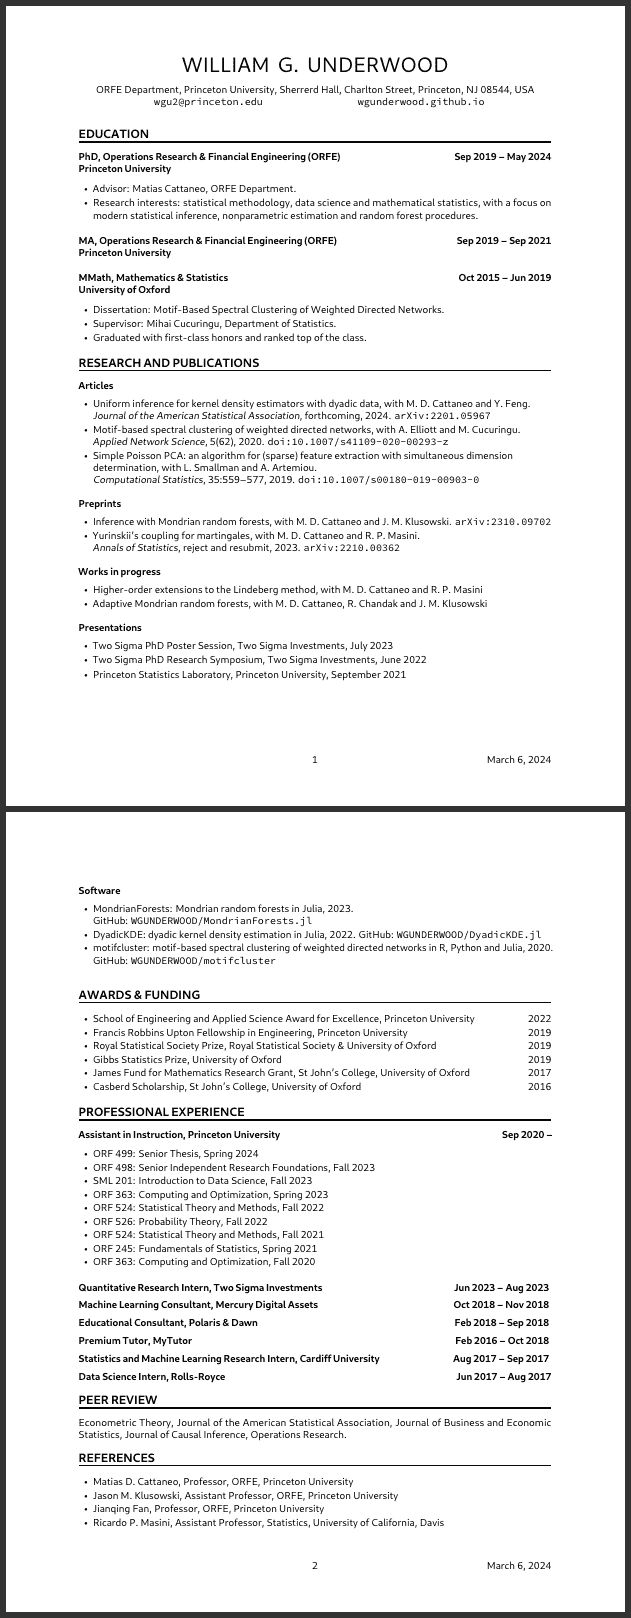 WILLIAM G. UNDERWOOD
ORFE Department, Princeton University, Sherrerd Hall, Charlton Street, Princeton, NJ 08544, USA
wgu2@princeton.edu wgunderwood.github.io
EDUCATION
PhD, Operations Research & Financial Engineering (ORFE) Sep 2019 – May 2024
Princeton University
• Advisor: Matias Cattaneo, ORFE Department.
• Research interests: statistical methodology, data science and mathematical statistics, with a focus on
modern statistical inference, nonparametric estimation and random forest procedures.
MA, Operations Research & Financial Engineering (ORFE) Sep 2019 – Sep 2021
Princeton University
MMath, Mathematics & Statistics Oct 2015 – Jun 2019
University of Oxford
• Dissertation: Motif-Based Spectral Clustering of Weighted Directed Networks.
• Supervisor: Mihai Cucuringu, Department of Statistics.
• Graduated with first-class honors and ranked top of the class.
RESEARCH AND PUBLICATIONS
Articles
• Uniform inference for kernel density estimators with dyadic data, with M. D. Cattaneo and Y. Feng.
Journal of the American Statistical Association, forthcoming, 2024. arXiv:2201.05967
• Motif-based spectral clustering of weighted directed networks, with A. Elliott and M. Cucuringu.
Applied Network Science, 5(62), 2020. doi:10.1007/s41109-020-00293-z
• Simple Poisson PCA: an algorithm for (sparse) feature extraction with simultaneous dimension
determination, with L. Smallman and A. Artemiou.
Computational Statistics, 35:559–577, 2019. doi:10.1007/s00180-019-00903-0
Preprints
• Inference with Mondrian random forests, with M. D. Cattaneo and J. M. Klusowski. arXiv:2310.09702
• Yurinskii's coupling for martingales, with M. D. Cattaneo and R. P. Masini.
Annals of Statistics, reject and resubmit, 2023. arXiv:2210.00362
Works in progress
• Higher-order extensions to the Lindeberg method, with M. D. Cattaneo and R. P. Masini
• Adaptive Mondrian random forests, with M. D. Cattaneo, R. Chandak and J. M. Klusowski
Presentations
• Two Sigma PhD Poster Session, Two Sigma Investments, July 2023
• Two Sigma PhD Research Symposium, Two Sigma Investments, June 2022
• Princeton Statistics Laboratory, Princeton University, September 2021
1 March 6, 2024
Software
• MondrianForests: Mondrian random forests in Julia, 2023.
GitHub: WGUNDERWOOD/MondrianForests.jl
• DyadicKDE: dyadic kernel density estimation in Julia, 2022. GitHub: WGUNDERWOOD/DyadicKDE.jl
• motifcluster: motif-based spectral clustering of weighted directed networks in R, Python and Julia, 2020.
GitHub: WGUNDERWOOD/motifcluster
AWARDS & FUNDING
• School of Engineering and Applied Science Award for Excellence, Princeton University 2022
• Francis Robbins Upton Fellowship in Engineering, Princeton University 2019
• Royal Statistical Society Prize, Royal Statistical Society & University of Oxford 2019
• Gibbs Statistics Prize, University of Oxford 2019
• James Fund for Mathematics Research Grant, St John's College, University of Oxford 2017
• Casberd Scholarship, St John's College, University of Oxford 2016
PROFESSIONAL EXPERIENCE
Assistant in Instruction, Princeton University Sep 2020 –
• ORF 499: Senior Thesis, Spring 2024
• ORF 498: Senior Independent Research Foundations, Fall 2023
• SML 201: Introduction to Data Science, Fall 2023
• ORF 363: Computing and Optimization, Spring 2023
• ORF 524: Statistical Theory and Methods, Fall 2022
• ORF 526: Probability Theory, Fall 2022
• ORF 524: Statistical Theory and Methods, Fall 2021
• ORF 245: Fundamentals of Statistics, Spring 2021
• ORF 363: Computing and Optimization, Fall 2020
Quantitative Research Intern, Two Sigma Investments Jun 2023 – Aug 2023
Machine Learning Consultant, Mercury Digital Assets Oct 2018 – Nov 2018
Educational Consultant, Polaris & Dawn Feb 2018 – Sep 2018
Premium Tutor, MyTutor Feb 2016 – Oct 2018
Statistics and Machine Learning Research Intern, Cardiff University Aug 2017 – Sep 2017
Data Science Intern, Rolls-Royce Jun 2017 – Aug 2017
PEER REVIEW
Econometric Theory, Journal of the American Statistical Association, Journal of Business and Economic
Statistics, Journal of Causal Inference, Operations Research.
REFERENCES
• Matias D. Cattaneo, Professor, ORFE, Princeton University
• Jason M. Klusowski, Assistant Professor, ORFE, Princeton University
• Jianqing Fan, Professor, ORFE, Princeton University
• Ricardo P. Masini, Assistant Professor, Statistics, University of California, Davis
2 March 6, 2024